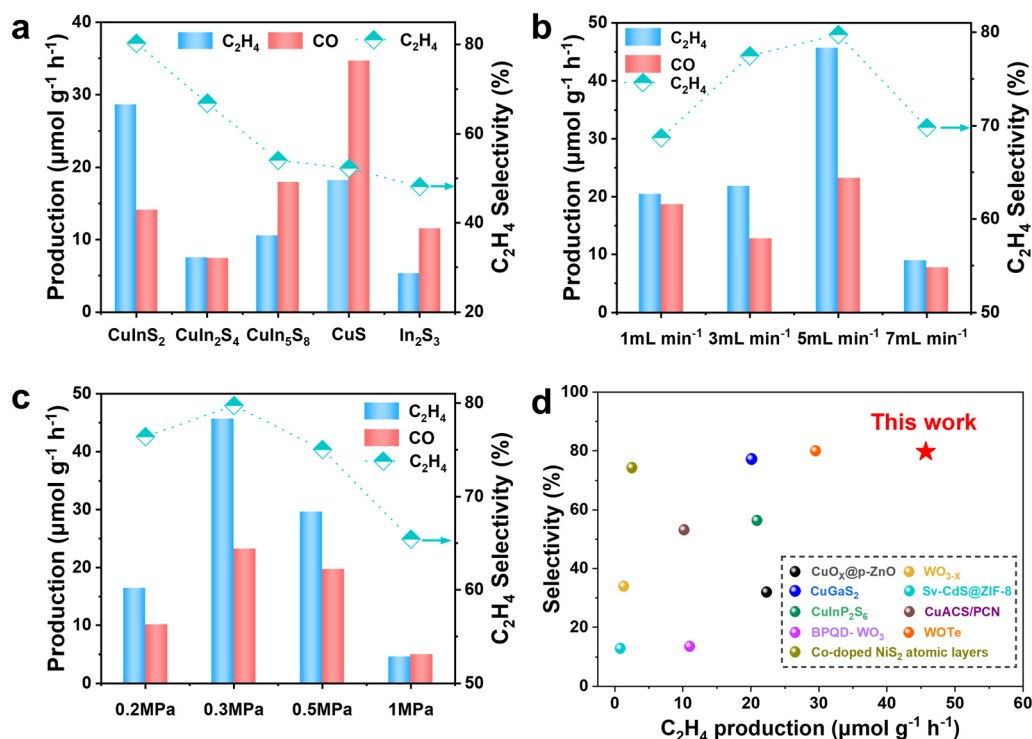 a
C₂H₄ CO C₂H₄
Production (μmol g⁻¹ h⁻¹)
40
30
20
10
0
C₂H₄ Selectivity (%)
80
60
40
20
CuInS₂ CuIn₂S₄ CuIn₅S₈ CuS In₂S₃
b
C₂H₄
CO
C₂H₄
Production (μmol g⁻¹ h⁻¹)
50
40
30
20
10
0
C₂H₄ Selectivity (%)
80
70
60
50
1mL min⁻¹ 3mL min⁻¹ 5mL min⁻¹ 7mL min⁻¹
c
C₂H₄
CO
C₂H₄
Production (μmol g⁻¹ h⁻¹)
50
40
30
20
10
0
C₂H₄ Selectivity (%)
80
70
60
50
0.2MPa 0.3MPa 0.5MPa 1MPa
d
This work
Selectivity (%)
100
80
60
40
20
0
CuOₓ@p-ZnO WO₃₋ₓ
CuGaS₂ Sv-CdS@ZIF-8
CuInP₂S₆ CuACS/PCN
BPQD- WO₃ WOTe
Co-doped NiS₂ atomic layers
0 10 20 30 40 50 60
C₂H₄ production (μmol g⁻¹ h⁻¹)